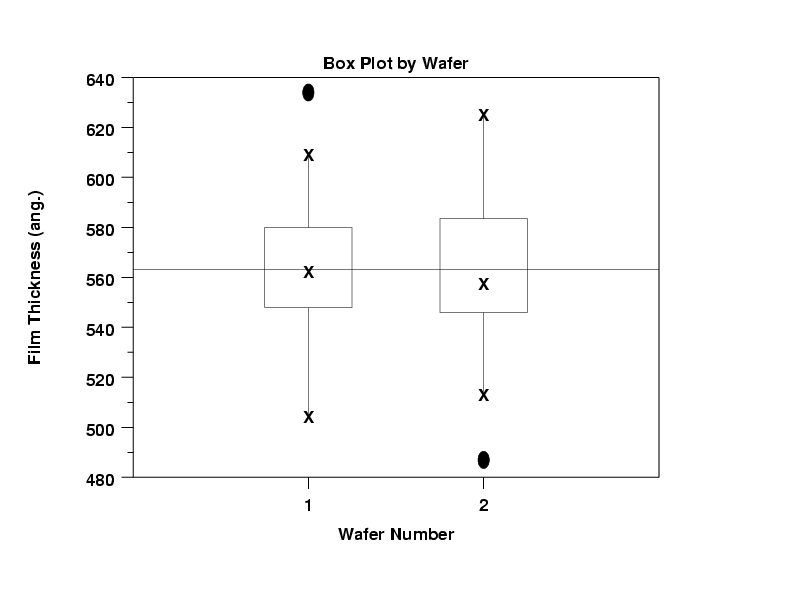 Box Plot by Wafer
640
620
600
580
560
540
520
500
480
Film Thickness (ang.)
X
X
X
X
X
X
1
2
Wafer Number